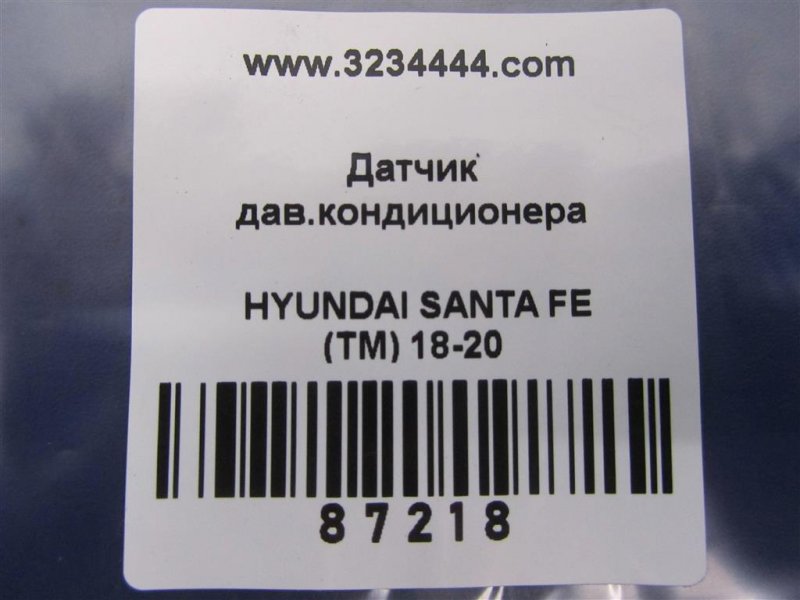 www.3234444.com
Датчик
дав.кондиционера
HYUNDAI SANTA FE
(TM) 18-20
87218